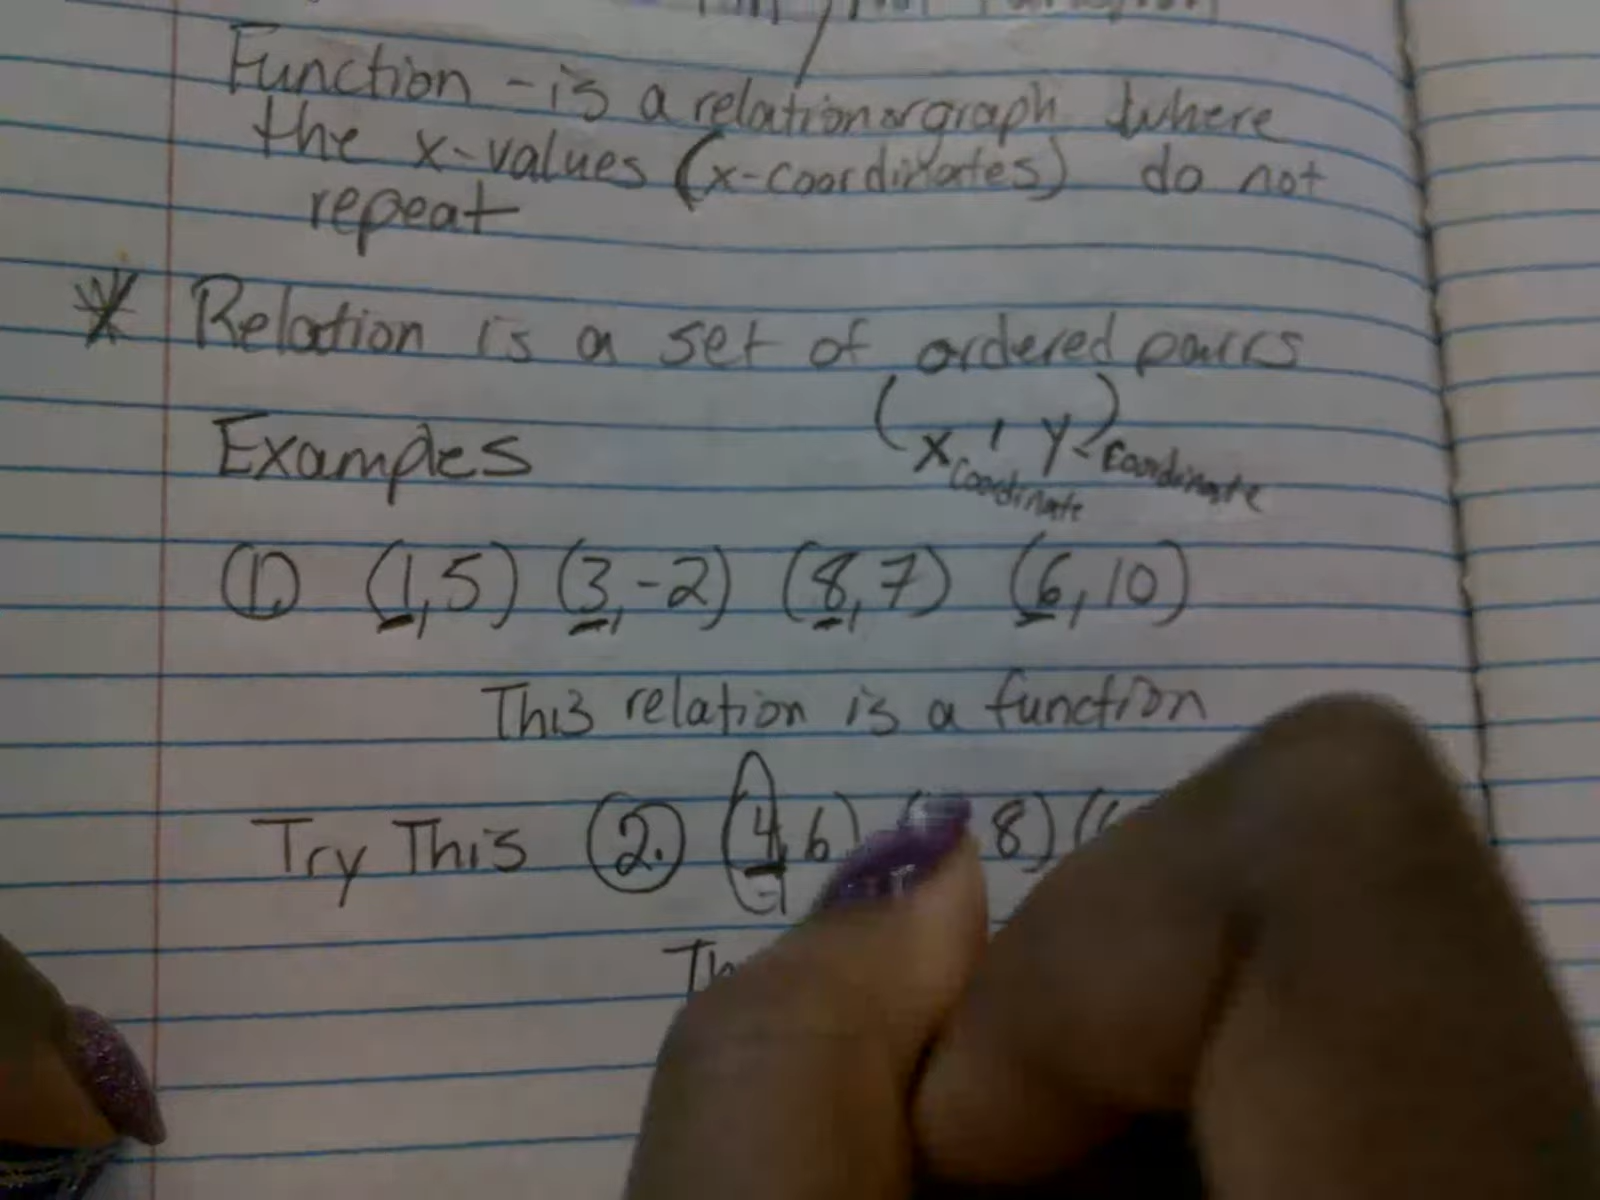 Function - is a relation or graph where
the x-values (x-coordinates) do not
repeat
* Relation is a set of ordered pairs
(x, y)
coordinate coordinate
Examples
1. (1,5) (3,-2) (8,7) (6,10)
This relation is a function
Try This 2. (4,6) 8) (